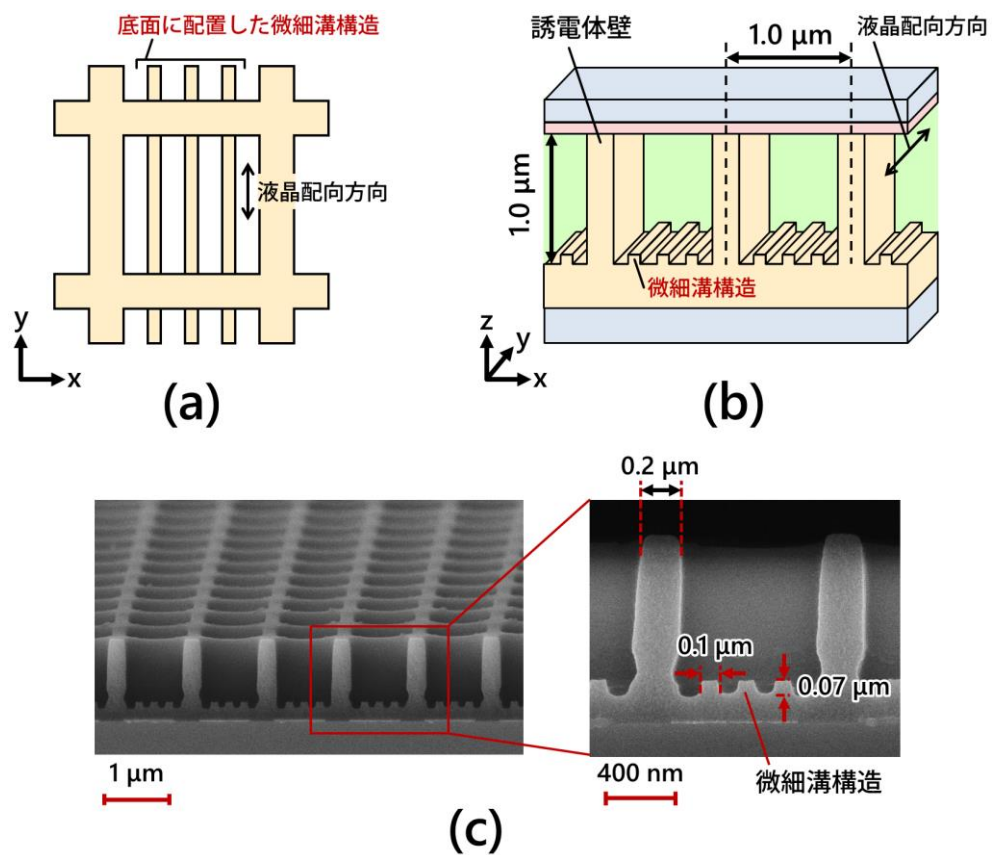 底面に配置した微細溝構造
液晶配向方向
y
x
(a)
誘電体壁
1.0 μm
液晶配向方向
1.0 μm
微細溝構造
z
y
x
(b)
0.2 μm
0.1 μm
0.07 μm
1 μm
400 nm
微細溝構造
(c)